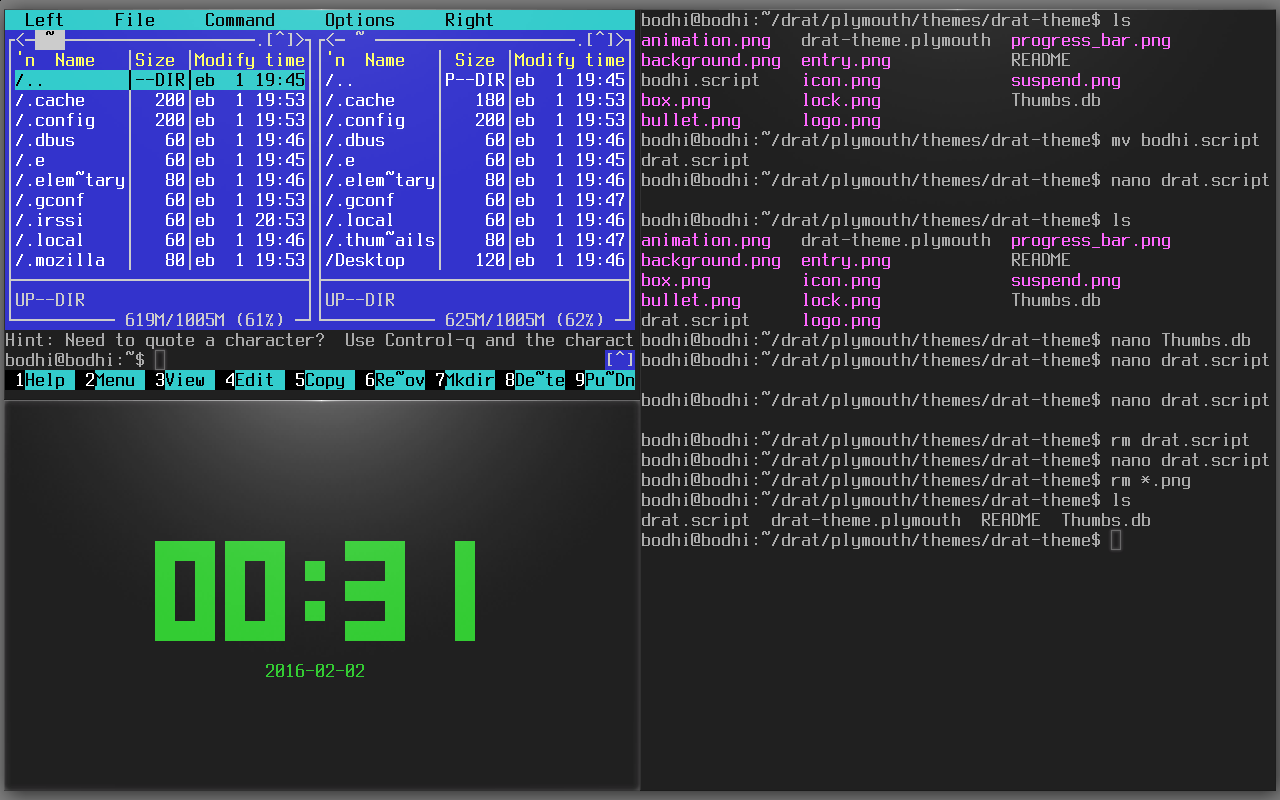 Left File Command Options Right
<─ ~ ─.[^]>
'n Name Size Modify time
/.. --DIR eb 1 19:45
/.cache 200 eb 1 19:53
/.config 200 eb 1 19:53
/.dbus 60 eb 1 19:46
/.e 60 eb 1 19:45
/.elem~tary 80 eb 1 19:46
/.gconf 60 eb 1 19:53
/.irssi 60 eb 1 20:53
/.local 60 eb 1 19:46
/.mozilla 80 eb 1 19:53
UP--DIR
619M/1005M (61%)
<─ ~ ─.[^]>
'n Name Size Modify time
/.. P--DIR eb 1 19:45
/.cache 180 eb 1 19:53
/.config 200 eb 1 19:53
/.dbus 60 eb 1 19:46
/.e 60 eb 1 19:45
/.elem~tary 80 eb 1 19:46
/.gconf 60 eb 1 19:47
/.local 60 eb 1 19:46
/.thum~ails 80 eb 1 19:47
/Desktop 120 eb 1 19:46
UP--DIR
625M/1005M (62%)
Hint: Need to quote a character?  Use Control-q and the charact
bodhi@bodhi:~$ [^]
1Help 2Menu 3View 4Edit 5Copy 6Re~ov 7Mkdir 8De~te 9Pu~Dn
00:31
2016-02-02
bodhi@bodhi:~/drat/plymouth/themes/drat-theme$ ls
animation.png drat-theme.plymouth progress_bar.png
background.png entry.png README
bodhi.script icon.png suspend.png
box.png lock.png Thumbs.db
bullet.png logo.png
bodhi@bodhi:~/drat/plymouth/themes/drat-theme$ mv bodhi.script
drat.script
bodhi@bodhi:~/drat/plymouth/themes/drat-theme$ nano drat.script
bodhi@bodhi:~/drat/plymouth/themes/drat-theme$ ls
animation.png drat-theme.plymouth progress_bar.png
background.png entry.png README
box.png icon.png suspend.png
bullet.png lock.png Thumbs.db
drat.script logo.png
bodhi@bodhi:~/drat/plymouth/themes/drat-theme$ nano Thumbs.db
bodhi@bodhi:~/drat/plymouth/themes/drat-theme$ nano drat.script
bodhi@bodhi:~/drat/plymouth/themes/drat-theme$ nano drat.script
bodhi@bodhi:~/drat/plymouth/themes/drat-theme$ rm drat.script
bodhi@bodhi:~/drat/plymouth/themes/drat-theme$ nano drat.script
bodhi@bodhi:~/drat/plymouth/themes/drat-theme$ rm *.png
bodhi@bodhi:~/drat/plymouth/themes/drat-theme$ ls
drat.script drat-theme.plymouth README Thumbs.db
bodhi@bodhi:~/drat/plymouth/themes/drat-theme$